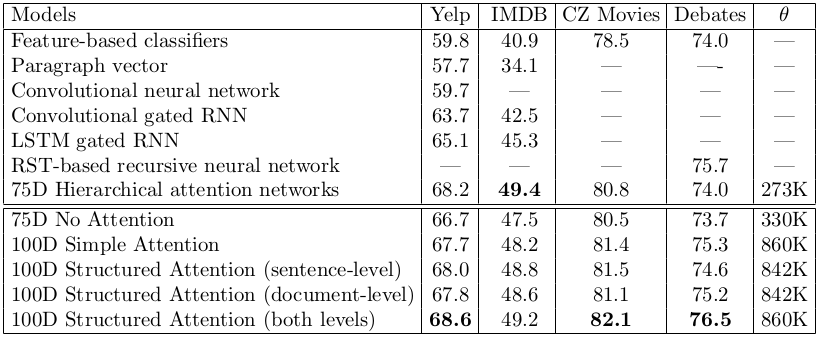 Models Yelp IMDB CZ Movies Debates θ
Feature-based classifiers 59.8 40.9 78.5 74.0 —
Paragraph vector 57.7 34.1 — —- —
Convolutional neural network 59.7 — — — —
Convolutional gated RNN 63.7 42.5 — — —
LSTM gated RNN 65.1 45.3 — — —
RST-based recursive neural network — — — 75.7 —
75D Hierarchical attention networks 68.2 49.4 80.8 74.0 273K
75D No Attention 66.7 47.5 80.5 73.7 330K
100D Simple Attention 67.7 48.2 81.4 75.3 860K
100D Structured Attention (sentence-level) 68.0 48.8 81.5 74.6 842K
100D Structured Attention (document-level) 67.8 48.6 81.1 75.2 842K
100D Structured Attention (both levels) 68.6 49.2 82.1 76.5 860K